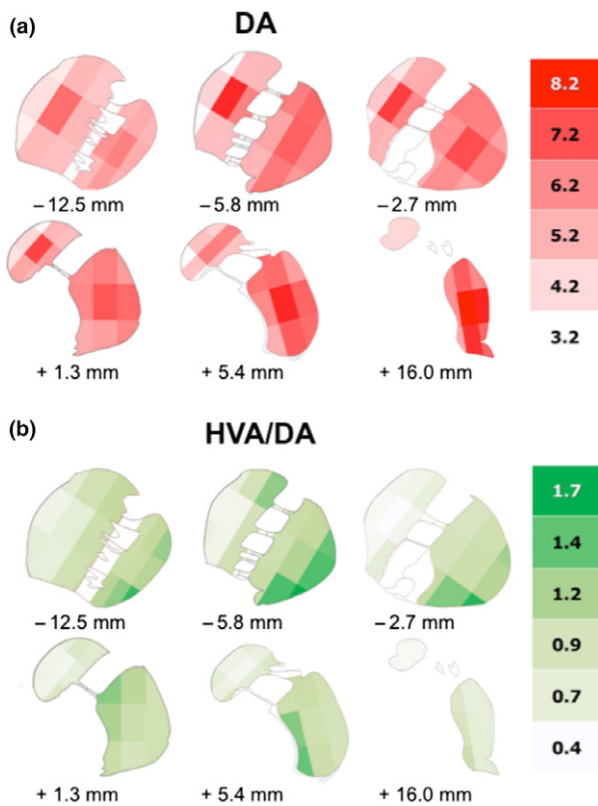 (a)
DA
− 12.5 mm
− 5.8 mm
− 2.7 mm
+ 1.3 mm
+ 5.4 mm
+ 16.0 mm
8.2
7.2
6.2
5.2
4.2
3.2
(b)
HVA/DA
− 12.5 mm
− 5.8 mm
− 2.7 mm
+ 1.3 mm
+ 5.4 mm
+ 16.0 mm
1.7
1.4
1.2
0.9
0.7
0.4